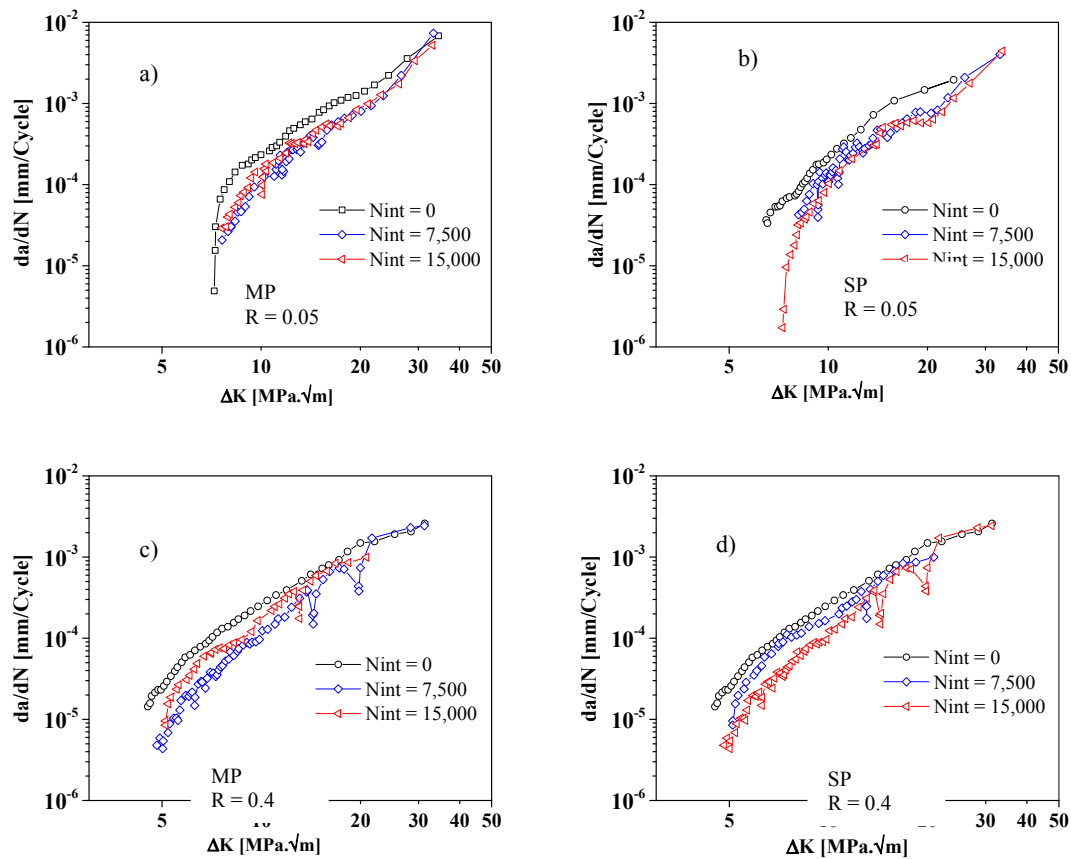 10⁻²
10⁻³
10⁻⁴
10⁻⁵
10⁻⁶
da/dN [mm/Cycle]
a)
Nint = 0
Nint = 7,500
Nint = 15,000
MP
R = 0.05
5 10 20 30 40 50
ΔK [MPa.√m]
10⁻²
10⁻³
10⁻⁴
10⁻⁵
10⁻⁶
da/dN [mm/Cycle]
b)
Nint = 0
Nint = 7,500
Nint = 15,000
SP
R = 0.05
5 10 20 30 40 50
ΔK [MPa.√m]
10⁻²
10⁻³
10⁻⁴
10⁻⁵
10⁻⁶
da/dN [mm/Cycle]
c)
Nint = 0
Nint = 7,500
Nint = 15,000
MP
R = 0.4
5 20 30 40 50
ΔK [MPa.√m]
10⁻²
10⁻³
10⁻⁴
10⁻⁵
10⁻⁶
da/dN [mm/Cycle]
d)
Nint = 0
Nint = 7,500
Nint = 15,000
SP
R = 0.4
5 30 40 50
ΔK [MPa.√m]